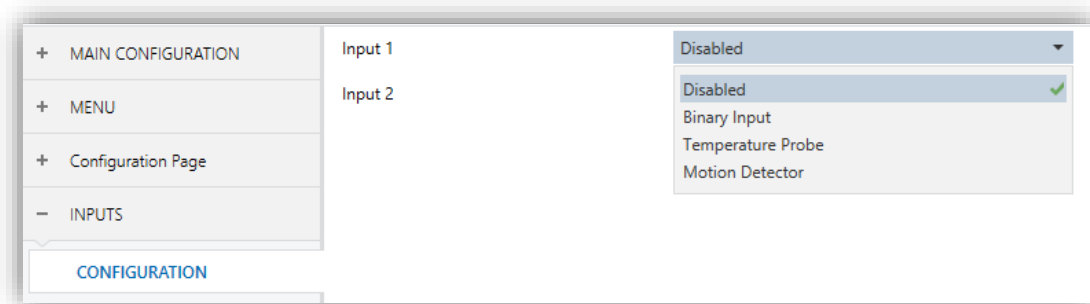 + MAIN CONFIGURATION
+ MENU
+ Configuration Page
− INPUTS
CONFIGURATION
Input 1 Disabled
Input 2
Disabled
Binary Input
Temperature Probe
Motion Detector